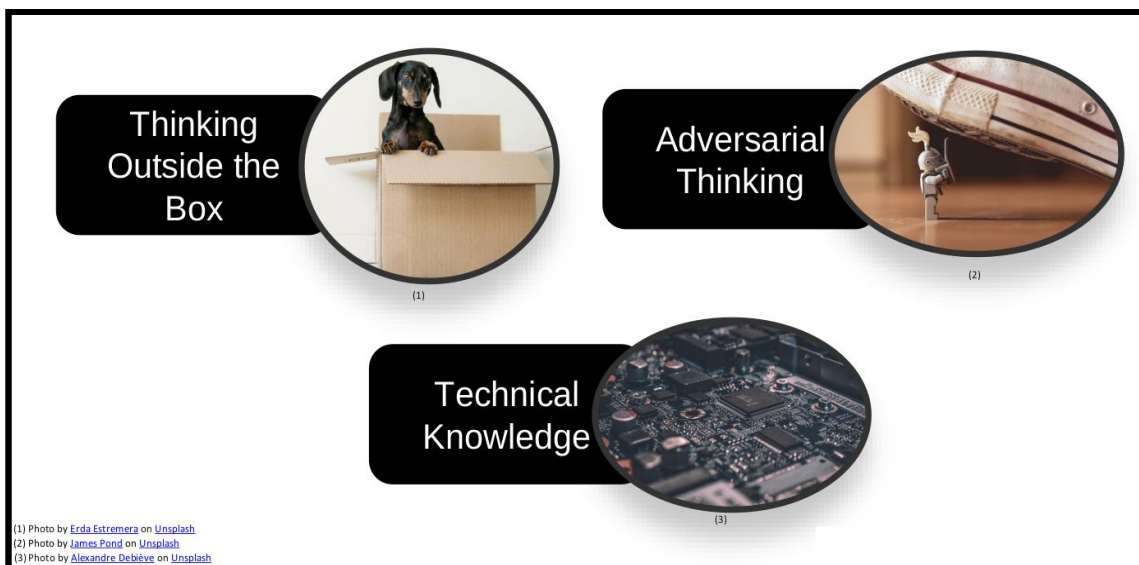 Thinking
Outside the
Box
(1)
Adversarial
Thinking
(2)
Technical
Knowledge
(3)
(1) Photo by Erda Estremera on Unsplash
(2) Photo by James Pond on Unsplash
(3) Photo by Alexandre Debiève on Unsplash